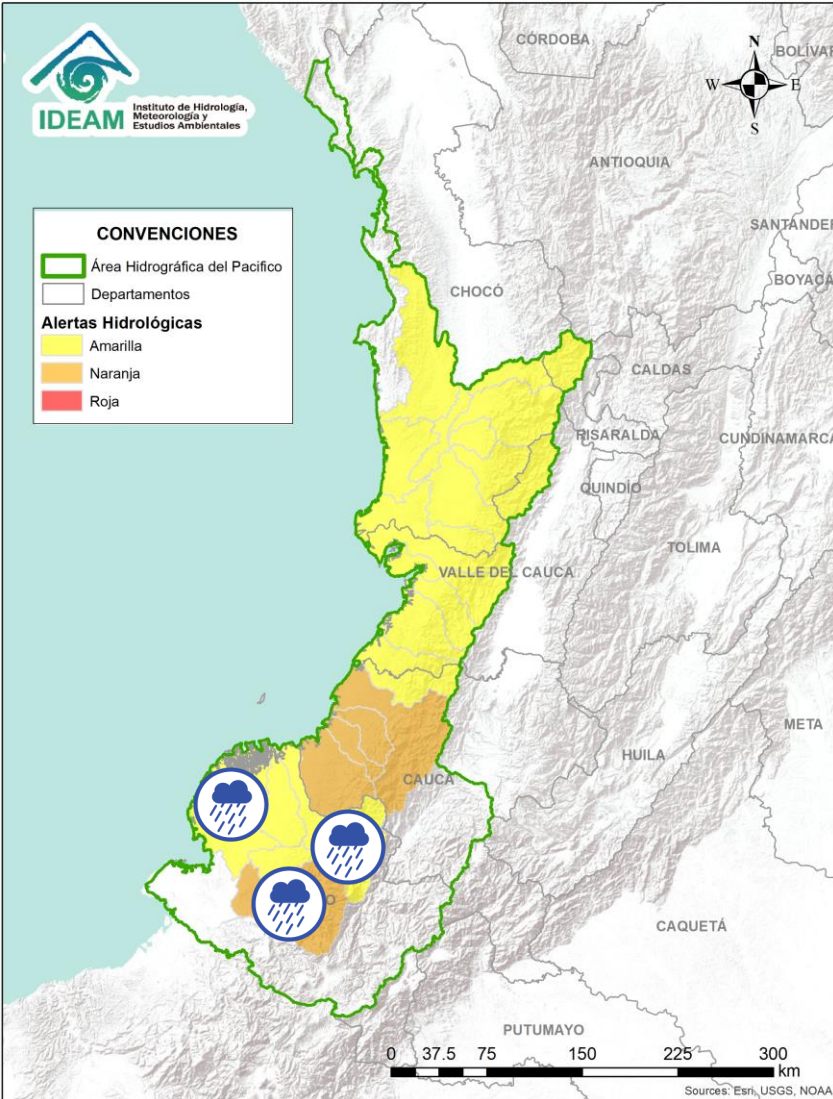 IDEAM
Instituto de Hidrología,
Meteorología y
Estudios Ambientales
N
W
E
S
CÓRDOBA
BOLÍVAR
ANTIOQUIA
SANTANDER
BOYACÁ
CHOCÓ
CALDAS
RISARALDA
CUNDINAMARCA
QUINDÍO
TOLIMA
VALLE DEL CAUCA
META
HUILA
CAUCA
O
CAQUETÁ
PUTUMAYO
CONVENCIONES
Área Hidrográfica del Pacifico
Departamentos
Alertas Hidrológicas
Amarilla
Naranja
Roja
0 37.5 75 150 225 300
km
Sources: Esri, USGS, NOAA